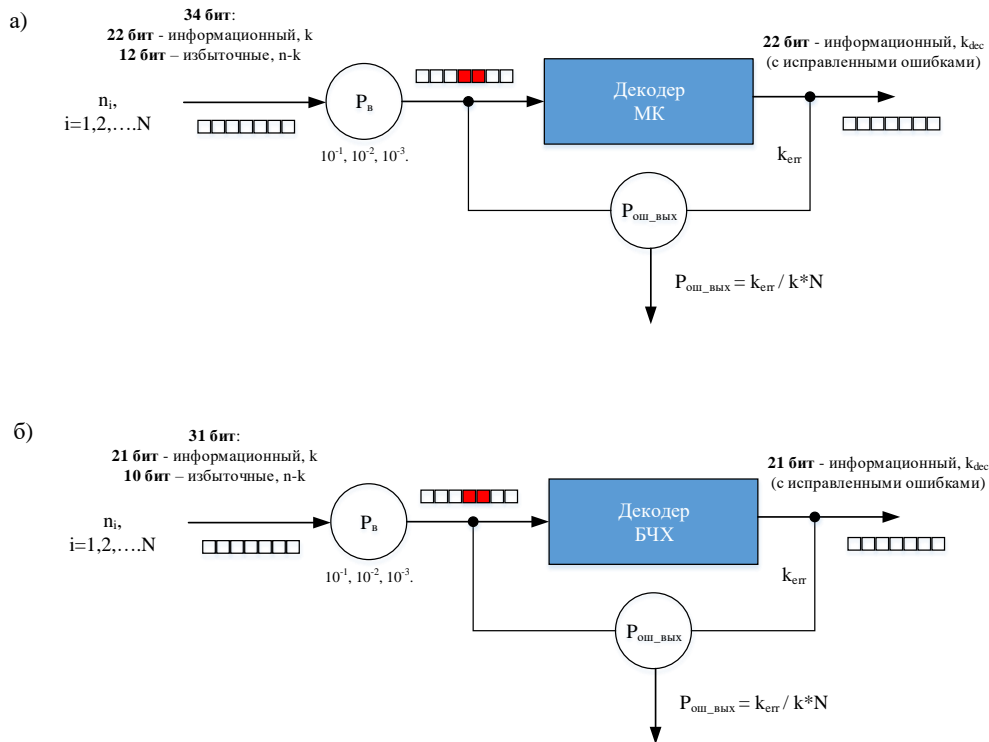 а)
34 бит:
22 бит - информационный, k
12 бит – избыточные, n-k
22 бит - информационный, kdec
(с исправленными ошибками)
ni,
i=1,2,….N
Pв
10-1, 10-2, 10-3.
Декодер
МК
kerr
Pош_вых
Pош_вых = kerr / k*N
б)
31 бит:
21 бит - информационный, k
10 бит – избыточные, n-k
21 бит - информационный, kdec
(с исправленными ошибками)
ni,
i=1,2,….N
Pв
10-1, 10-2, 10-3.
Декодер
БЧХ
kerr
Pош_вых
Pош_вых = kerr / k*N